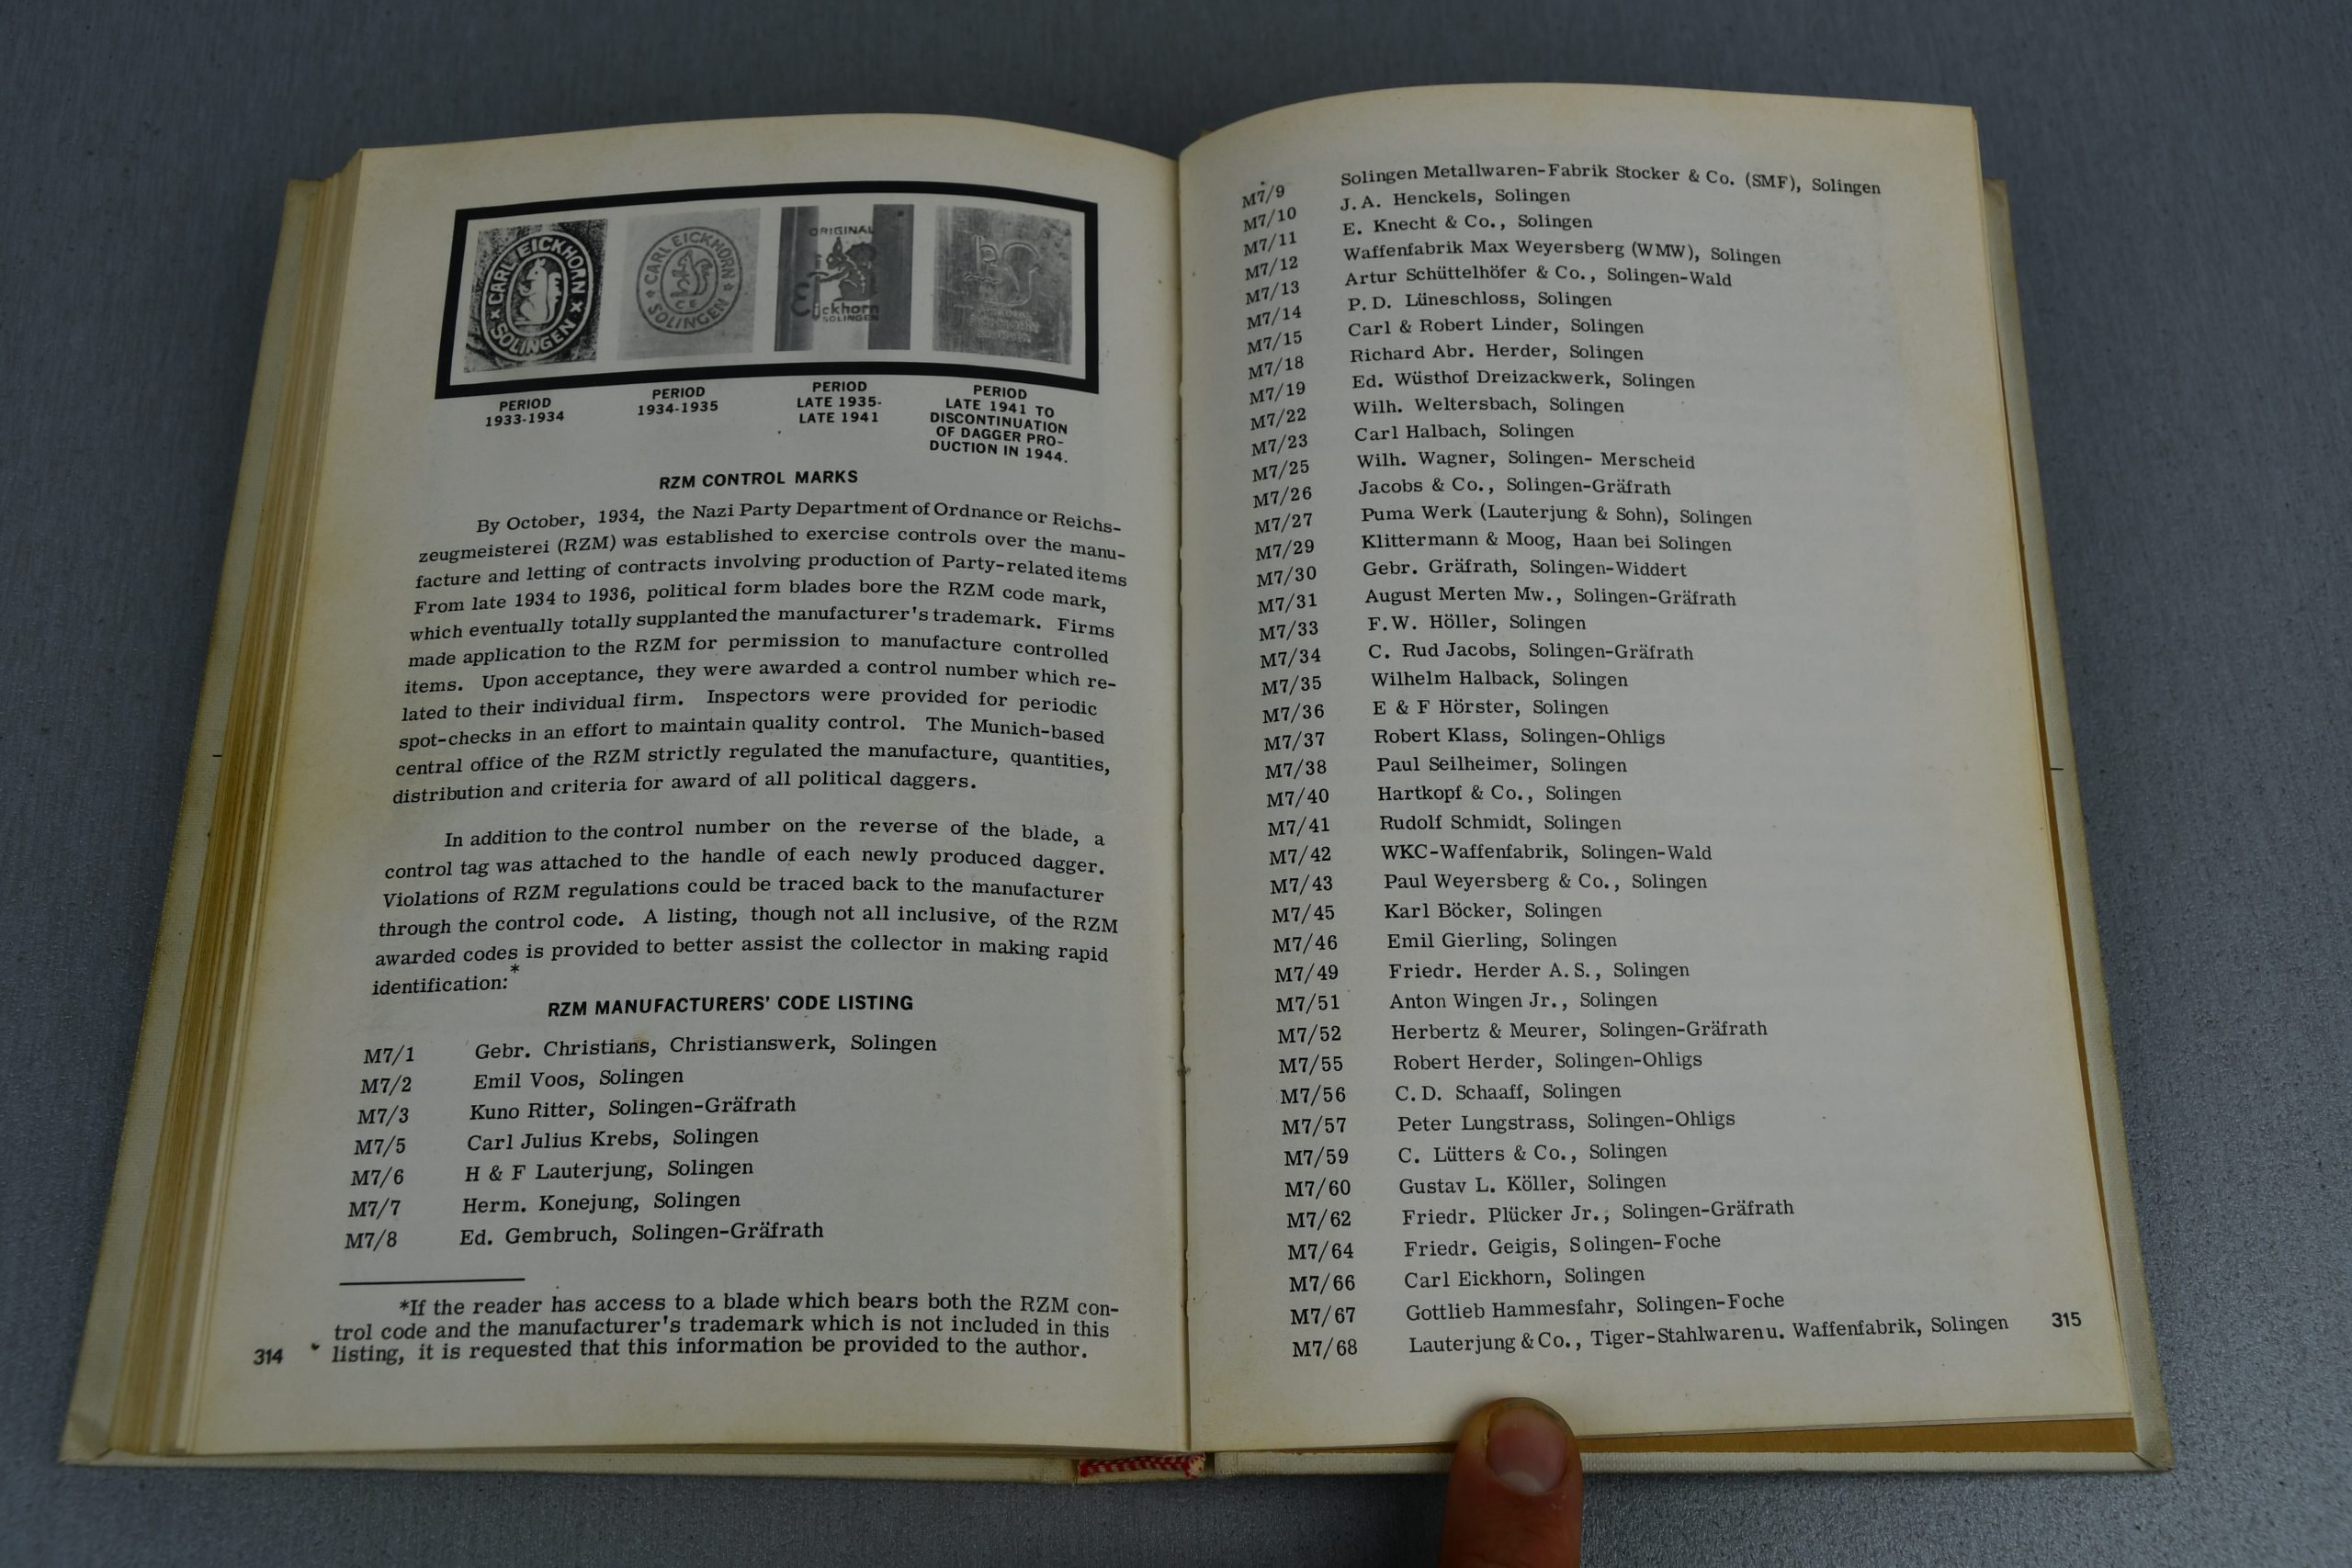 CARL EICKHORN
SOLINGEN
CARL EICKHORN
C E
SOLINGEN
ORIGINAL
Eickhorn
SOLINGEN
PERIOD
1933-1934
PERIOD
1934-1935
PERIOD
LATE 1935-
LATE 1941
PERIOD
LATE 1941 TO
DISCONTINUATION
OF DAGGER PRO-
DUCTION IN 1944.
RZM CONTROL MARKS
By October, 1934, the Nazi Party Department of Ordnance or Reichs-
zeugmeisterei (RZM) was established to exercise controls over the manu-
facture and letting of contracts involving production of Party-related items
From late 1934 to 1936, political form blades bore the RZM code mark,
which eventually totally supplanted the manufacturer's trademark. Firms
made application to the RZM for permission to manufacture controlled
items. Upon acceptance, they were awarded a control number which re-
lated to their individual firm. Inspectors were provided for periodic
spot-checks in an effort to maintain quality control. The Munich-based
central office of the RZM strictly regulated the manufacture, quantities,
distribution and criteria for award of all political daggers.
In addition to the control number on the reverse of the blade, a
control tag was attached to the handle of each newly produced dagger.
Violations of RZM regulations could be traced back to the manufacturer
through the control code. A listing, though not all inclusive, of the RZM
awarded codes is provided to better assist the collector in making rapid
identification:*
RZM MANUFACTURERS' CODE LISTING
M7/1 Gebr. Christians, Christianswerk, Solingen
M7/2 Emil Voos, Solingen
M7/3 Kuno Ritter, Solingen-Gräfrath
M7/5 Carl Julius Krebs, Solingen
M7/6 H & F Lauterjung, Solingen
M7/7 Herm. Konejung, Solingen
M7/8 Ed. Gembruch, Solingen-Gräfrath
*If the reader has access to a blade which bears both the RZM con-
trol code and the manufacturer's trademark which is not included in this
listing, it is requested that this information be provided to the author.
314
M7/9 Solingen Metallwaren-Fabrik Stocker & Co. (SMF), Solingen
M7/10 J.A. Henckels, Solingen
M7/11 E. Knecht & Co., Solingen
M7/12 Waffenfabrik Max Weyersberg (WMW), Solingen
M7/13 Artur Schüttelhöfer & Co., Solingen-Wald
M7/14 P.D. Lüneschloss, Solingen
M7/15 Carl & Robert Linder, Solingen
M7/18 Richard Abr. Herder, Solingen
M7/19 Ed. Wüsthof Dreizackwerk, Solingen
M7/22 Wilh. Weltersbach, Solingen
M7/23 Carl Halbach, Solingen
M7/25 Wilh. Wagner, Solingen- Merscheid
M7/26 Jacobs & Co., Solingen-Gräfrath
M7/27 Puma Werk (Lauterjung & Sohn), Solingen
M7/29 Klittermann & Moog, Haan bei Solingen
M7/30 Gebr. Gräfrath, Solingen-Widdert
M7/31 August Merten Mw., Solingen-Gräfrath
M7/33 F.W. Höller, Solingen
M7/34 C. Rud Jacobs, Solingen-Gräfrath
M7/35 Wilhelm Halback, Solingen
M7/36 E & F Hörster, Solingen
M7/37 Robert Klass, Solingen-Ohligs
M7/38 Paul Seilheimer, Solingen
M7/40 Hartkopf & Co., Solingen
M7/41 Rudolf Schmidt, Solingen
M7/42 WKC-Waffenfabrik, Solingen-Wald
M7/43 Paul Weyersberg & Co., Solingen
M7/45 Karl Böcker, Solingen
M7/46 Emil Gierling, Solingen
M7/49 Friedr. Herder A.S., Solingen
M7/51 Anton Wingen Jr., Solingen
M7/52 Herbertz & Meurer, Solingen-Gräfrath
M7/55 Robert Herder, Solingen-Ohligs
M7/56 C.D. Schaaff, Solingen
M7/57 Peter Lungstrass, Solingen-Ohligs
M7/59 C. Lütters & Co., Solingen
M7/60 Gustav L. Köller, Solingen
M7/62 Friedr. Plücker Jr., Solingen-Gräfrath
M7/64 Friedr. Geigis, Solingen-Foche
M7/66 Carl Eickhorn, Solingen
M7/67 Gottlieb Hammesfahr, Solingen-Foche
M7/68 Lauterjung & Co., Tiger-Stahlwaren u. Waffenfabrik, Solingen
315